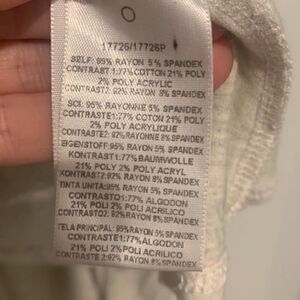 17726/17726P
SELF: 95% RAYON 5% SPANDEX
CONTRAST1:77%COTTON 21% POLY
2% POLY ACRYLIC
CONTRAST2: 92% RAYON 8% SPANDEX
SOI. 95% RAYONNE 5% SPANDEX
CONTRASTE1:77% COTON 21% POLY
2% POLY ACRYLIQUE
CONTRASTE2: 92% RAYON 8% SPANDEX
EIGENSTOFF:95% RAYON 5% SPANDEX
KONTRAST1:77%BAUMWOLLE
21% POLY 2% POLY ACRYL
KONTRAST2:92% RAYON 8% SPANDEX
TINTA UNITA:95% RAYON 5% SPANDEX
CONTRASTO1:77%ALGODON
21% POLI 2% POLI ACRILICO
CONTRASTO2: 92%RAYON 8%SPANDEX
TELA PRINCIPAL: 95%RAYON 5%SPANDEX
CONTRASTE1:77%ALGODON
21% POLI 2%POLI ACRILICO
CONTRASTE2:92% RAYON 8%SPANDEX